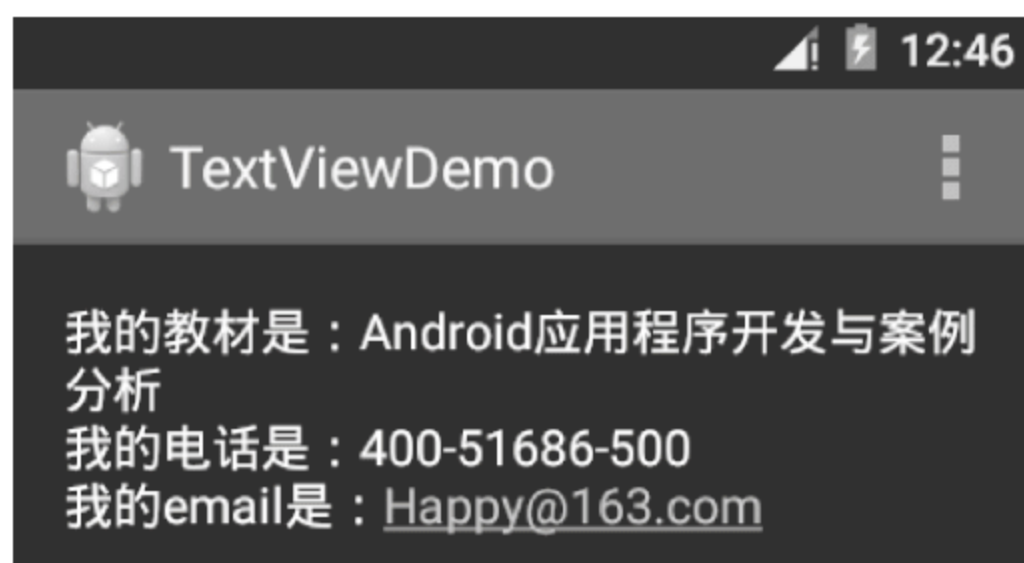 12:46
TextViewDemo
我的教材是：Android应用程序开发与案例
分析
我的电话是：400-51686-500
我的email是：Happy@163.com